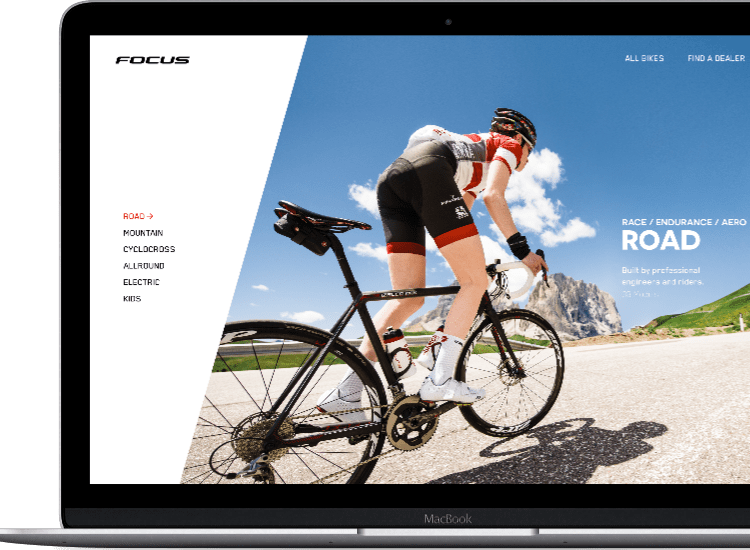 FOCUS
ALL BIKES
FIND A DEALER
ROAD →
MOUNTAIN
CYCLOCROSS
ALLROUND
ELECTRIC
KIDS
RACE / ENDURANCE / AERO
ROAD
Built by professional
engineers and riders.
MacBook